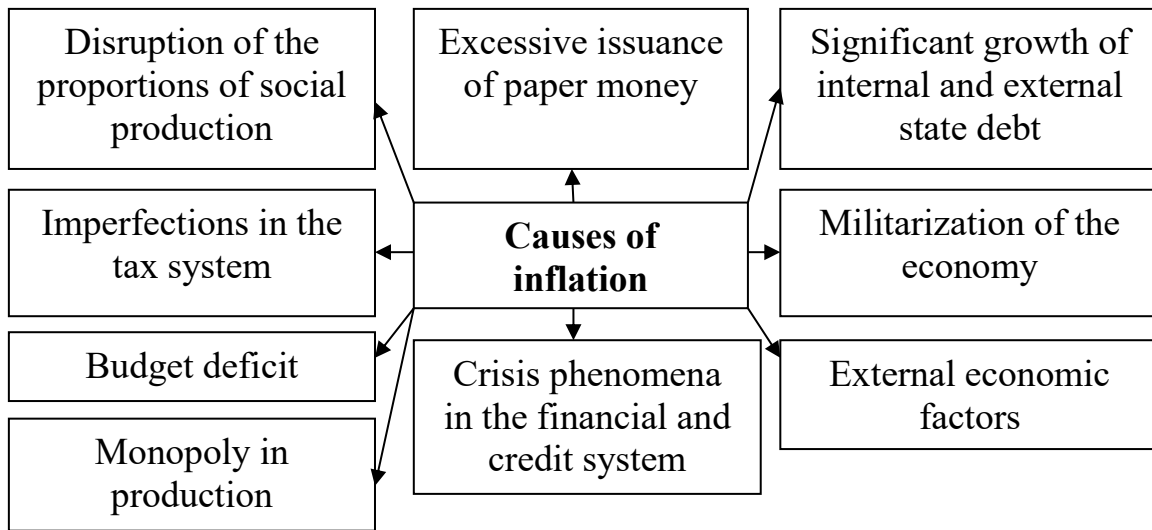 Disruption of the
proportions of social
production
Excessive issuance
of paper money
Significant growth of
internal and external
state debt
Imperfections in the
tax system
Causes of
inflation
Militarization of the
economy
Budget deficit
Crisis phenomena
in the financial and
credit system
External economic
factors
Monopoly in
production